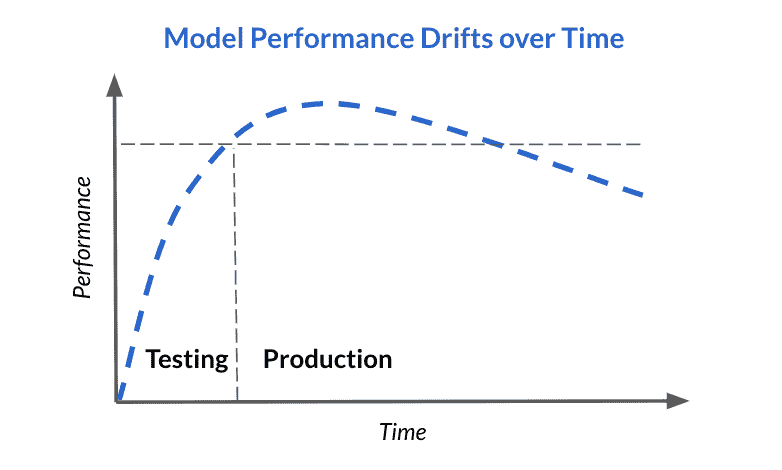 Model Performance Drifts over Time
Performance
Testing
Production
Time